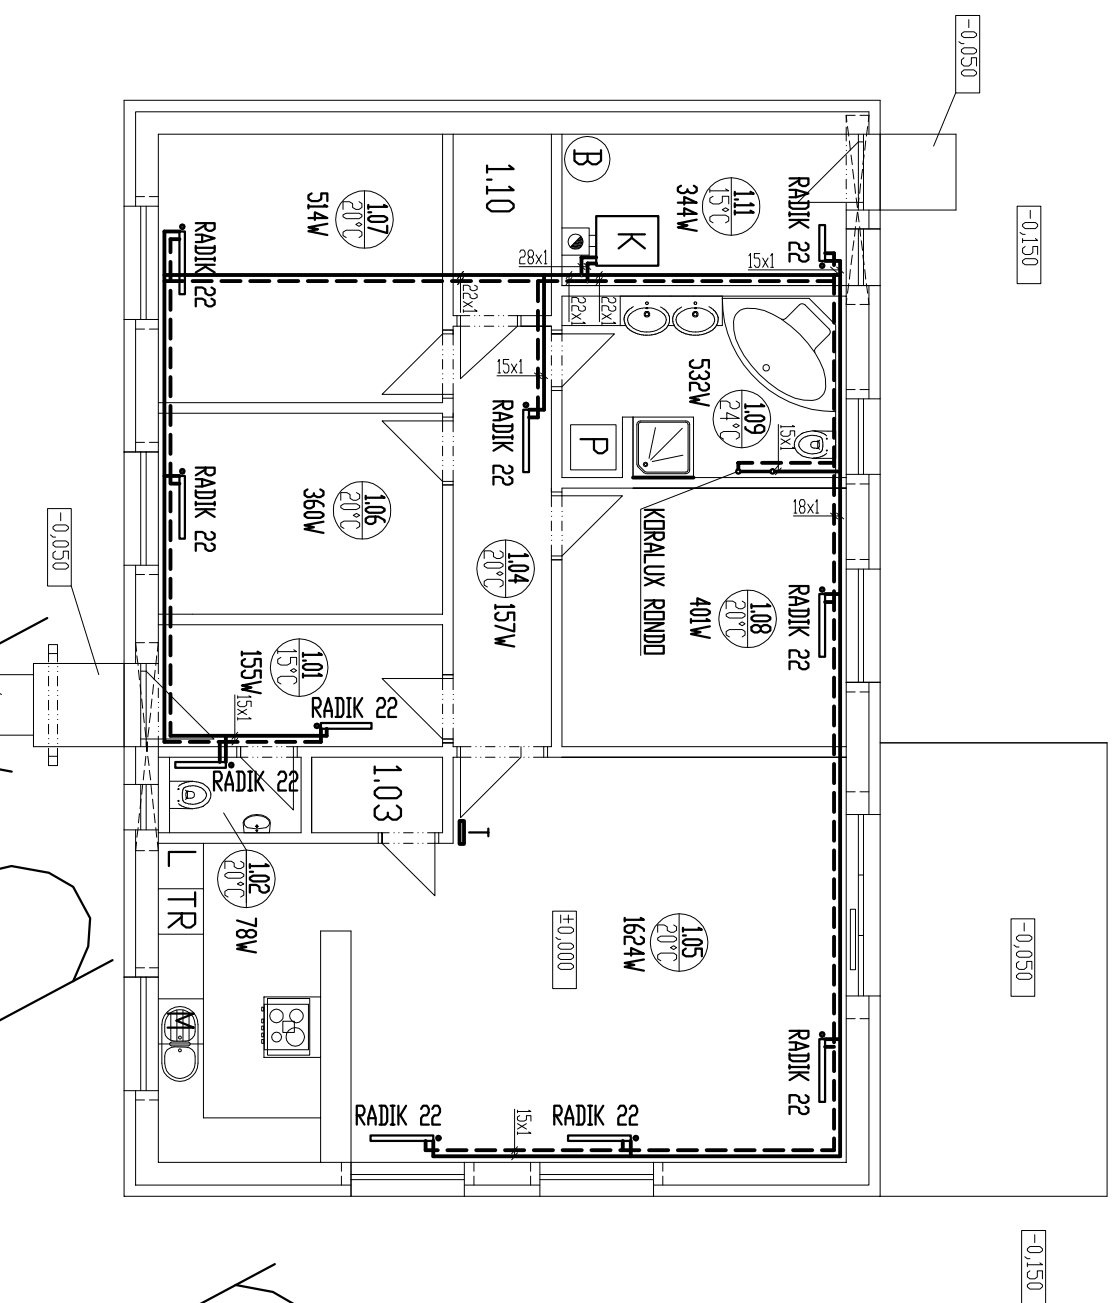 -0,050
-0,150
B
1.10
1.11
15°C
344W
RADIK 22
1.07
20°C
514W
RADIK 22
K
28x1
15x1
22x1
22x1
22x1
15x1
532W
1.09
24°C
15x1
RADIK 22
P
RADIK 22
1.06
20°C
360W
18x1
KORALUX RONDO
-0,050
1.04
20°C
157W
1.08
20°C
401W
RADIK 22
1.01
15°C
155W
15x1
RADIK 22
RADIK 22
1.03
T
L
TR
1.02
20°C
78W
±0,000
1.05
20°C
1624W
-0,050
M
RADIK 22
RADIK 22
15x1
RADIK 22
-0,150